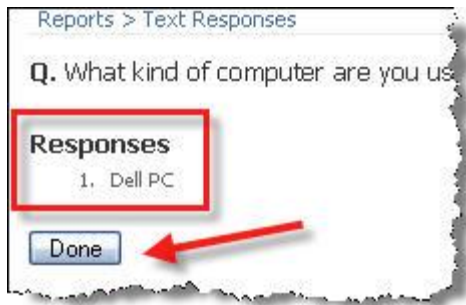 Reports > Text Responses
Q. What kind of computer are you us
Responses
1. Dell PC
Done